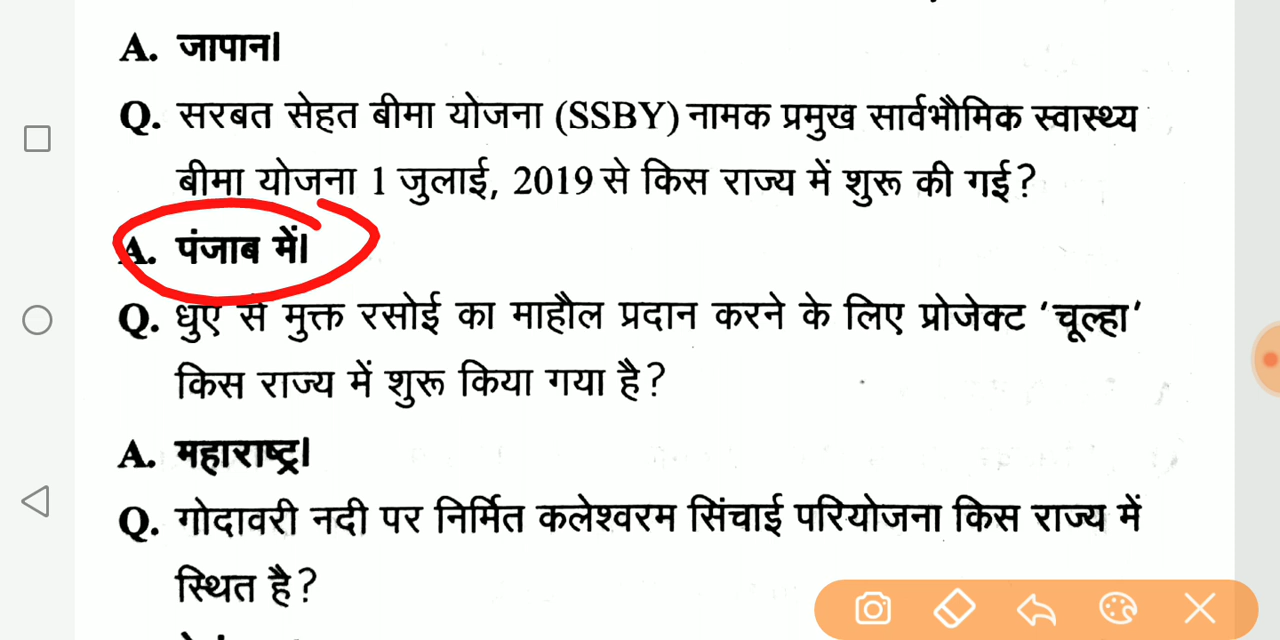 A. जापान।
Q. सरबत सेहत बीमा योजना (SSBY) नामक प्रमुख सार्वभौमिक स्वास्थ्य
बीमा योजना 1 जुलाई, 2019 से किस राज्य में शुरू की गई?
A. पंजाब में।
Q. धुएं से मुक्त रसोई का माहौल प्रदान करने के लिए प्रोजेक्ट ‘चूल्हा’
किस राज्य में शुरू किया गया है?
A. महाराष्ट्र।
Q. गोदावरी नदी पर निर्मित कलेश्वरम सिंचाई परियोजना किस राज्य में
स्थित है?